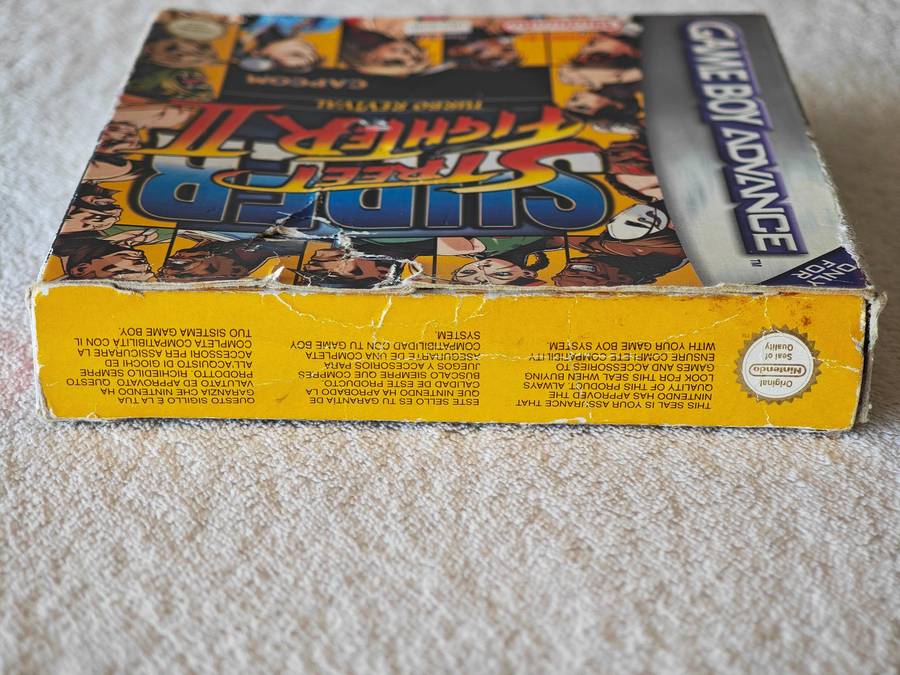 GAME BOY ADVANCE
TM
ONLY
FOR
SUPER
STREET
FIGHTER II
TURBO REVIVAL
CAPCOM
Original
Nintendo
Seal of
Quality
THIS SEAL IS YOUR ASSURANCE THAT
NINTENDO HAS APPROVED THE
QUALITY OF THIS PRODUCT. ALWAYS
LOOK FOR THIS SEAL WHEN BUYING
GAMES AND ACCESSORIES TO
ENSURE COMPLETE COMPATIBILITY
WITH YOUR GAME BOY SYSTEM.
ESTE SELLO ES TU GARANTIA DE
QUE NINTENDO HA APROBADO LA
CALIDAD DE ESTE PRODUCTO.
BUSCALO SIEMPRE QUE COMPRES
JUEGOS Y ACCESORIOS PARA
ASEGURARTE DE UNA COMPLETA
COMPATIBILIDAD CON TU GAME BOY
SYSTEM.
QUESTO SIGILLO È LA TUA
GARANZIA CHE NINTENDO HA
VALUTATO ED APPROVATO QUESTO
PRODOTTO. RICHIEDILO SEMPRE
ALL'ACQUISTO DI GIOCHI ED
ACCESSORI PER ASSICURARE LA
COMPLETA COMPATIBILITÀ CON IL
TUO SISTEMA GAME BOY.